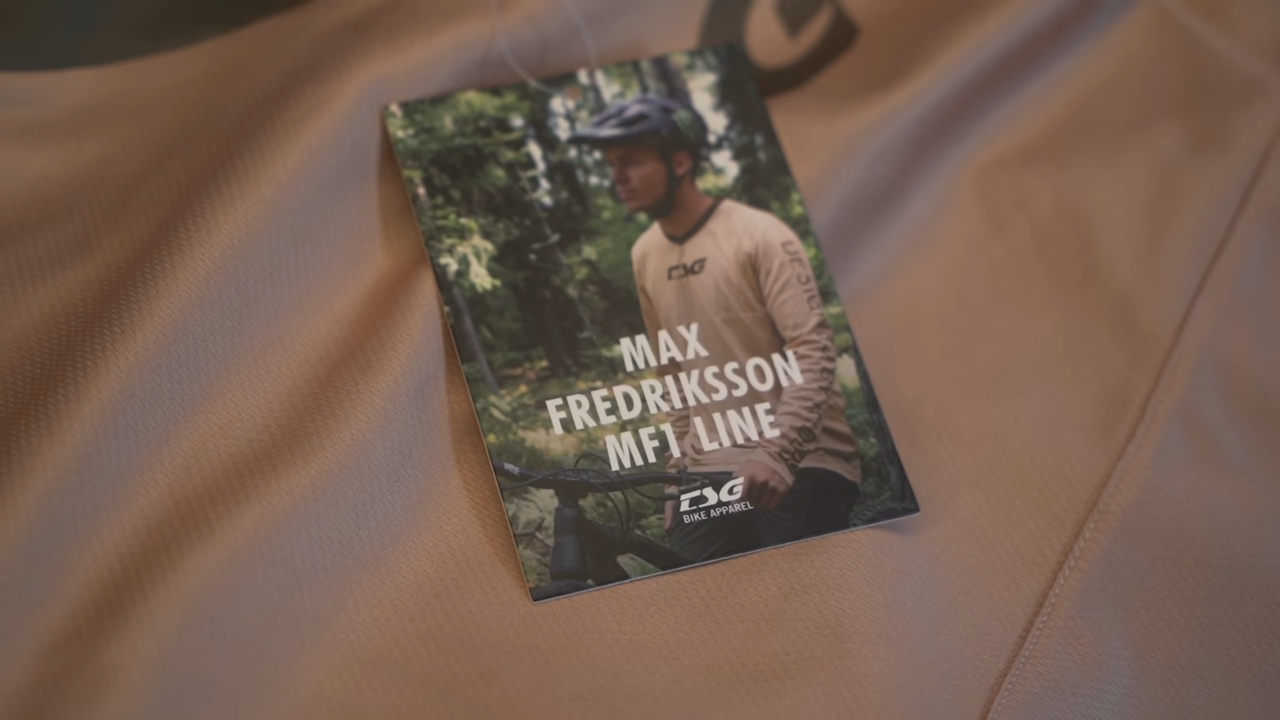 TSG
MAX
FREDRIKSSON
MF1 LINE
TSG
BIKE APPAREL